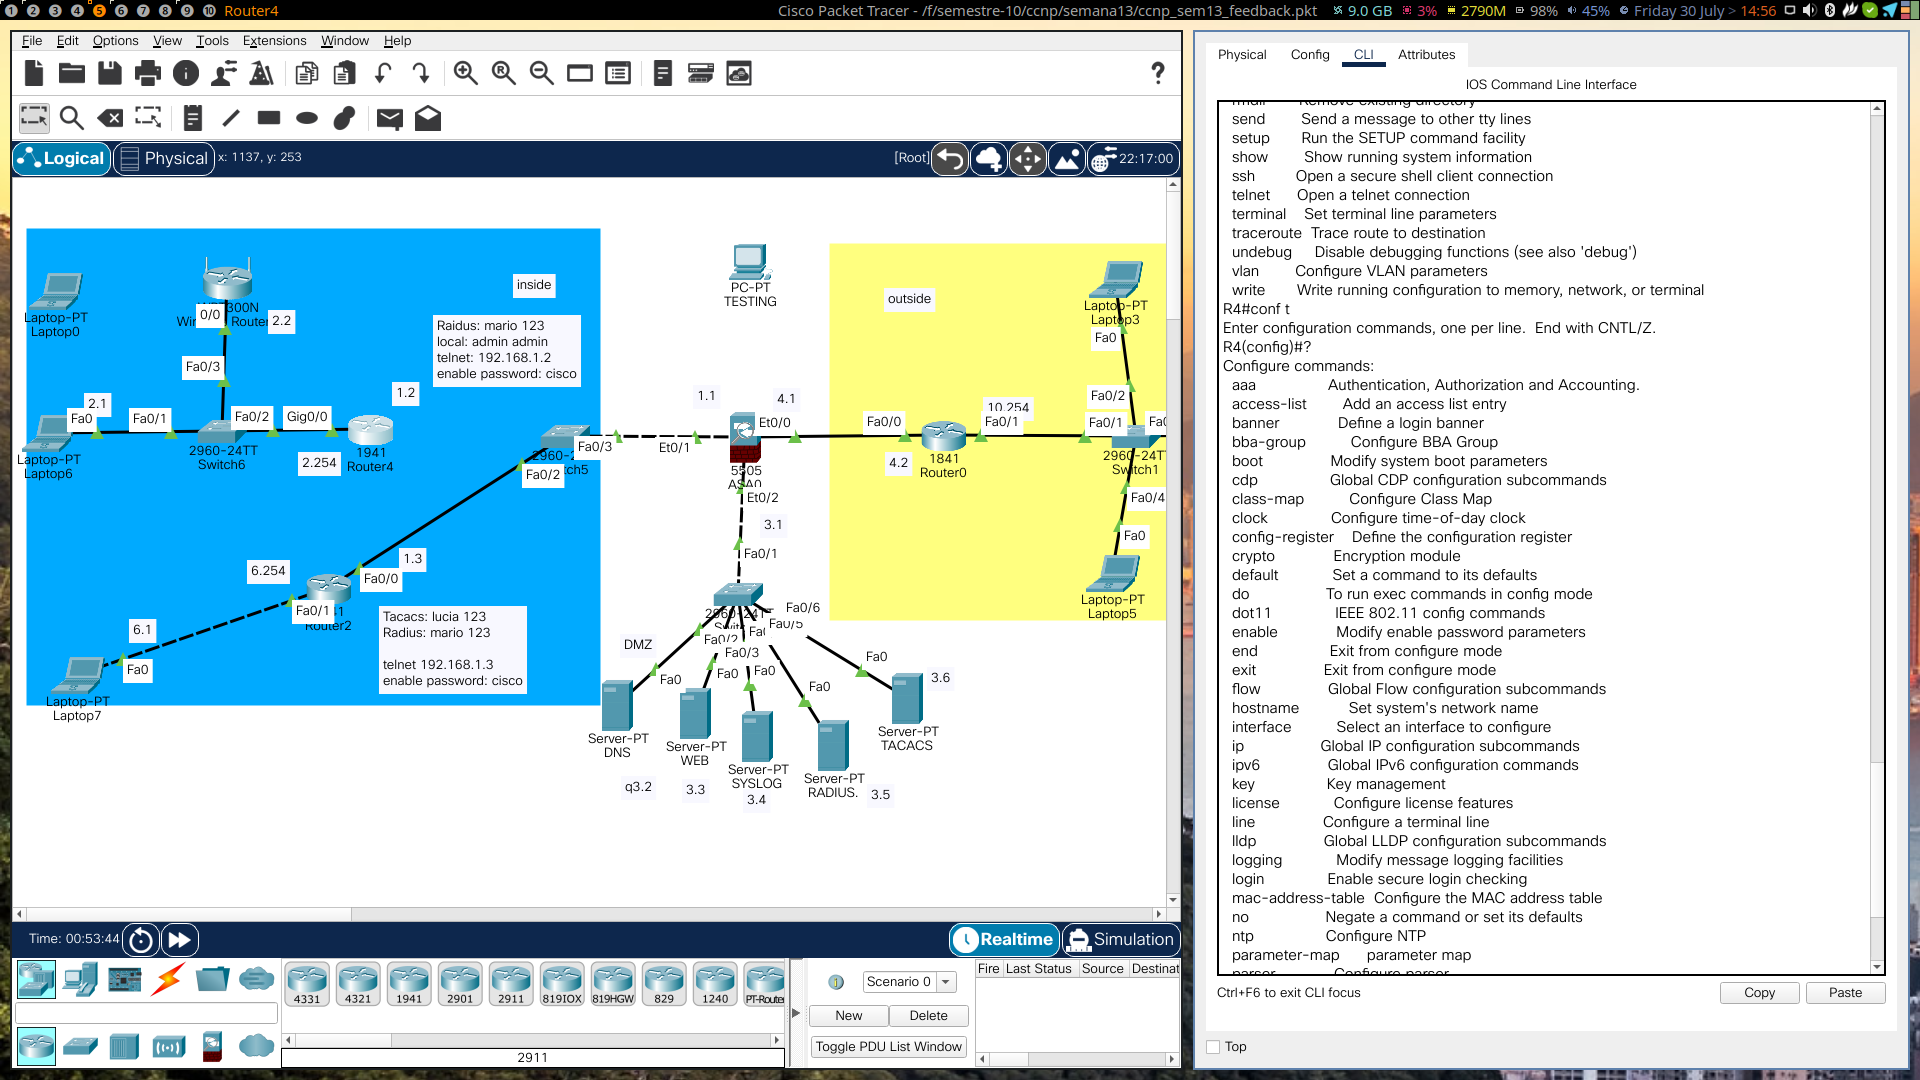 1 2 3 4 5 6 7 8 9 10 Router4
Cisco Packet Tracer - /f/semestre-10/ccnp/semana13/ccnp_sem13_feedback.pkt
9.0 GB 3% 2790M 98% 45% Friday 30 July > 14:56
File Edit Options View Tools Extensions Window Help
?
Logical Physical x: 1137, y: 253
[Root] 22:17:00
inside
outside
PC-PT
TESTING
Laptop-PT
Laptop0
300N
Router
0/0
2.2
Raidus: mario 123
local: admin admin
telnet: 192.168.1.2
enable password: cisco
Laptop-PT
Laptop3
Fa0
Fa0/3
1.2
2.1
Fa0
Fa0/1
Fa0/2
Gig0/0
Laptop-PT
Laptop6
2960-24TT
Switch6
2.254
1941
Router4
Fa0/3
Fa0/2
Et0/1
1.1
4.1
Et0/0
5505
ASA0
Et0/2
3.1
Fa0/1
Fa0/0
4.2
1841
Router0
10.254
Fa0/1
Fa0/2
Fa0/1
2960-24TT
Switch1
Fa0/4
Fa0
Laptop-PT
Laptop5
6.254
1.3
Fa0/0
Fa0/1
Router2
6.1
Fa0
Laptop-PT
Laptop7
Tacacs: lucia 123
Radius: mario 123
telnet 192.168.1.3
enable password: cisco
DMZ
Fa0/2
Fa0/3
Fa0/5
Fa0/6
Fa0
Fa0
Fa0
Fa0
Fa0
3.6
Server-PT
DNS
Server-PT
WEB
Server-PT
SYSLOG
Server-PT
RADIUS.
Server-PT
TACACS
q3.2
3.3
3.4
3.5
Time: 00:53:44
Realtime Simulation
4331 4321 1941 2901 2911 819IOX 819HGW 829 1240 PT-Router
2911
Scenario 0
New Delete
Toggle PDU List Window
Fire Last Status Source Destinat
Physical Config CLI Attributes
IOS Command Line Interface
rmdir Remove existing directory
send Send a message to other tty lines
setup Run the SETUP command facility
show Show running system information
ssh Open a secure shell client connection
telnet Open a telnet connection
terminal Set terminal line parameters
traceroute Trace route to destination
undebug Disable debugging functions (see also 'debug')
vlan Configure VLAN parameters
write Write running configuration to memory, network, or terminal
R4#conf t
Enter configuration commands, one per line. End with CNTL/Z.
R4(config)#?
Configure commands:
aaa Authentication, Authorization and Accounting.
access-list Add an access list entry
banner Define a login banner
bba-group Configure BBA Group
boot Modify system boot parameters
cdp Global CDP configuration subcommands
class-map Configure Class Map
clock Configure time-of-day clock
config-register Define the configuration register
crypto Encryption module
default Set a command to its defaults
do To run exec commands in config mode
dot11 IEEE 802.11 config commands
enable Modify enable password parameters
end Exit from configure mode
exit Exit from configure mode
flow Global Flow configuration subcommands
hostname Set system's network name
interface Select an interface to configure
ip Global IP configuration subcommands
ipv6 Global IPv6 configuration commands
key Key management
license Configure license features
line Configure a terminal line
lldp Global LLDP configuration subcommands
logging Modify message logging facilities
login Enable secure login checking
mac-address-table Configure the MAC address table
no Negate a command or set its defaults
ntp Configure NTP
parameter-map parameter map
parser Configure parser
Ctrl+F6 to exit CLI focus
Copy Paste
Top